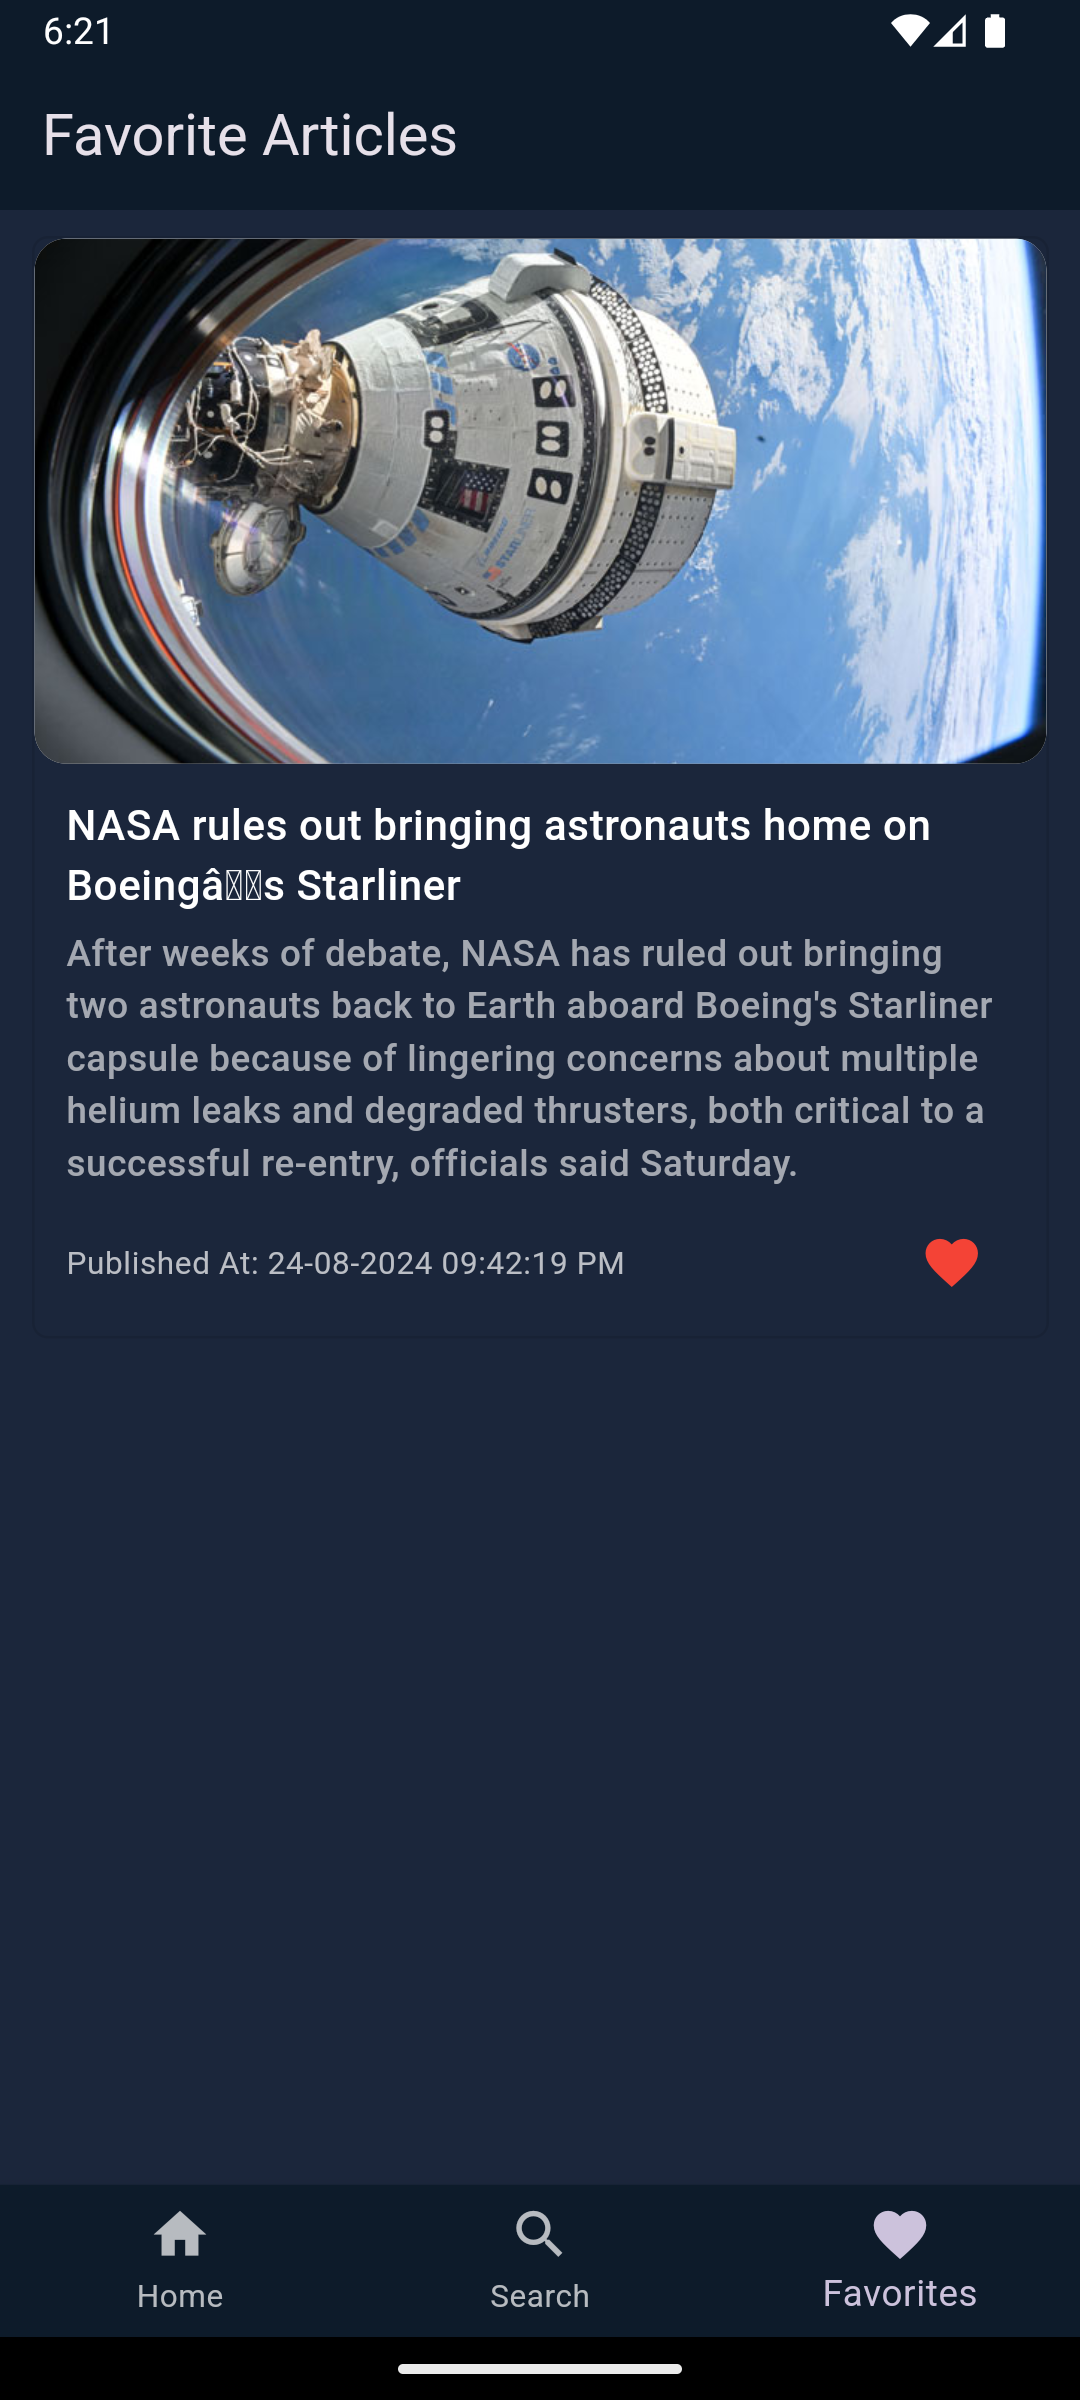 6:21
Favorite Articles
STARLINER
NASA rules out bringing astronauts home on
Boeingâ􏿾􏿾s Starliner
After weeks of debate, NASA has ruled out bringing
two astronauts back to Earth aboard Boeing's Starliner
capsule because of lingering concerns about multiple
helium leaks and degraded thrusters, both critical to a
successful re-entry, officials said Saturday.
Published At: 24-08-2024 09:42:19 PM
Home
Search
Favorites